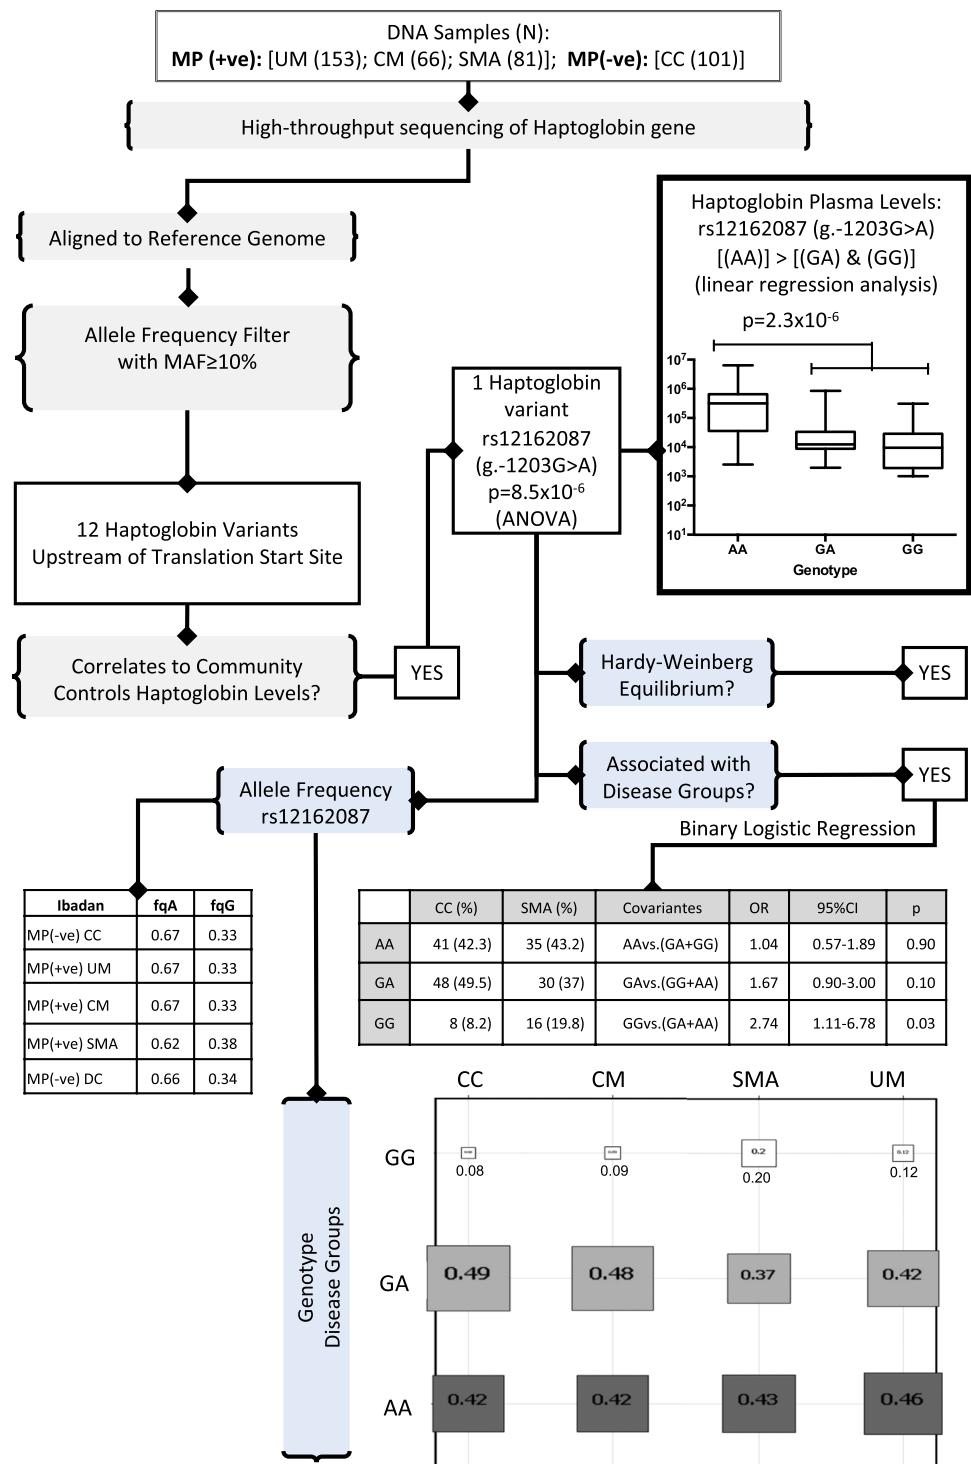 DNA Samples (N):
MP (+ve): [UM (153); CM (66); SMA (81)]; MP(-ve): [CC (101)]
High-throughput sequencing of Haptoglobin gene
Aligned to Reference Genome
Allele Frequency Filter
with MAF≥10%
12 Haptoglobin Variants
Upstream of Translation Start Site
Correlates to Community
Controls Haptoglobin Levels?
YES
1 Haptoglobin
variant
rs12162087
(g.-1203G>A)
p=8.5x10⁻⁶
(ANOVA)
Haptoglobin Plasma Levels:
rs12162087 (g.-1203G>A)
[(AA)] > [(GA) & (GG)]
(linear regression analysis)
p=2.3x10⁻⁶
10⁷
10⁶
10⁵
10⁴
10³
10²
10¹
AA GA GG
Genotype
Hardy-Weinberg
Equilibrium?
YES
Associated with
Disease Groups?
YES
Binary Logistic Regression
Allele Frequency
rs12162087
Ibadan fqA fqG
MP(-ve) CC 0.67 0.33
MP(+ve) UM 0.67 0.33
MP(+ve) CM 0.67 0.33
MP(+ve) SMA 0.62 0.38
MP(-ve) DC 0.66 0.34
CC (%) SMA (%) Covariantes OR 95%CI p
AA 41 (42.3) 35 (43.2) AAvs.(GA+GG) 1.04 0.57-1.89 0.90
GA 48 (49.5) 30 (37) GAvs.(GG+AA) 1.67 0.90-3.00 0.10
GG 8 (8.2) 16 (19.8) GGvs.(GA+AA) 2.74 1.11-6.78 0.03
Genotype
Disease Groups
CC CM SMA UM
GG 0.2 0.12
0.08 0.09 0.20 0.12
GA 0.49 0.48 0.37 0.42
AA 0.42 0.42 0.43 0.46